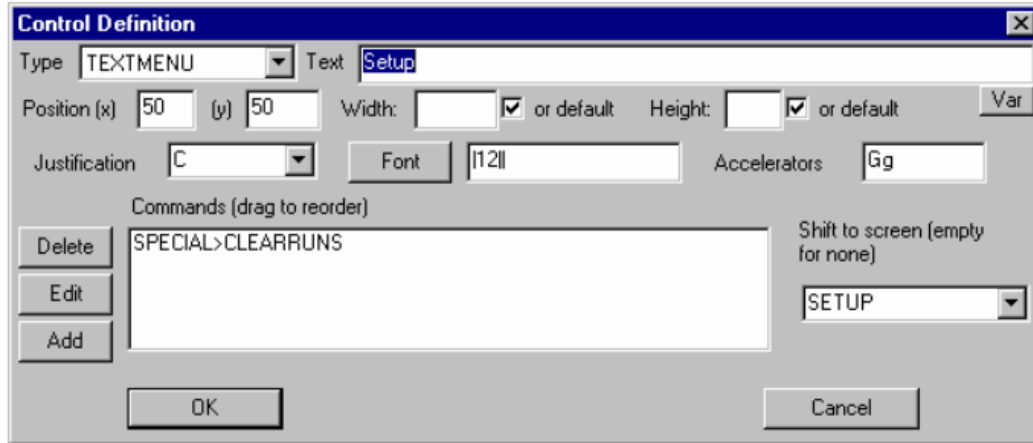 Control Definition
Type TEXTMENU Text Setup
Position (x) 50 (y) 50 Width: or default Height: or default Var
Justification C Font |12|| Accelerators Gg
Commands (drag to reorder)
Delete SPECIAL>CLEARRUNS Shift to screen (empty
for none)
Edit SETUP
Add
OK Cancel